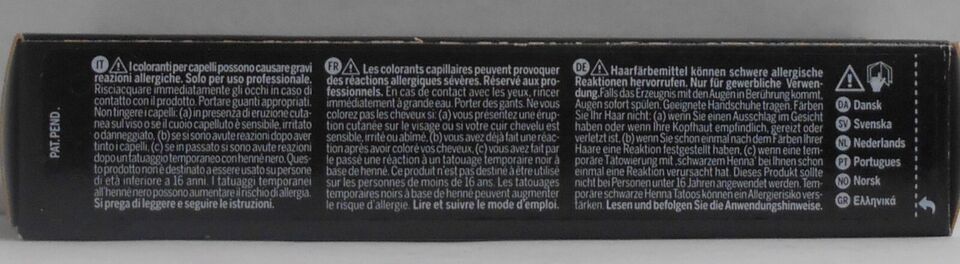 PAT.PEND.
IT I coloranti per capelli possono causare gravi
reazioni allergiche. Solo per uso professionale.
Risciacquare immediatamente gli occhi in caso di
contatto con il prodotto. Portare guanti appropriati.
Non tingere i capelli: (a) in presenza di eruzione cuta-
nea sul viso o se il cuoio capelluto è sensibile, irritato
o danneggiato, (b) se si sono avute reazioni dopo aver
tinto i capelli, (c) se in passato si sono avute reazioni
dopo un tatuaggio temporaneo con henné nero. Ques-
to prodotto non è destinato a essere usato su persone
di età inferiore a 16 anni. I tatuaggi temporanei
all'henné nero possono aumentare il rischio di allergia.
Si prega di leggere e seguire le istruzioni.
FR Les colorants capillaires peuvent provoquer
des réactions allergiques sévères. Réservé aux pro-
fessionnels. En cas de contact avec les yeux, rincer
immédiatement à grande eau. Porter des gants. Ne vous
colorez pas les cheveux si: (a) vous présentez une érup-
tion cutanée sur le visage ou si votre cuir chevelu est
sensible, irrité ou abîmé, (b) vous avez déjà fait une réac-
tion après avoir coloré vos cheveux, (c) vous avez fait par
le passé une réaction à un tatouage temporaire noir à
base de henné. Ce produit n'est pas destiné à être utilisé
sur les personnes de moins de 16 ans. Les tatouages
temporaires noirs à base de henné peuvent augmenter
le risque d'allergie. Lire et suivre le mode d'emploi.
DE Haarfärbemittel können schwere allergische
Reaktionen hervorrufen. Nur für gewerbliche Verwen-
dung. Falls das Erzeugnis mit den Augen in Berührung kommt,
Augen sofort spülen. Geeignete Handschuhe tragen. Färben
Sie Ihr Haar nicht: (a) wenn Sie einen Ausschlag im Gesicht
haben oder wenn Ihre Kopfhaut empfindlich, gereizt oder
verletzt ist, (b) wenn Sie schon einmal nach dem Färben Ihrer
Haare eine Reaktion festgestellt haben, (c) wenn eine tem-
poräre Tätowierung mit 'schwarzem Henna' bei Ihnen schon
einmal eine Reaktion verursacht hat. Dieses Produkt sollte
nicht bei Personen unter 16 Jahren angewendet werden. Tem-
poräre schwarze Henna Tatoos können ein Allergierisiko ver-
stärken. Lesen und befolgen Sie die Anwendungshinweise.
DA Dansk
SV Svenska
NL Nederlands
PT Portugues
NO Norsk
GR Ελληνικά